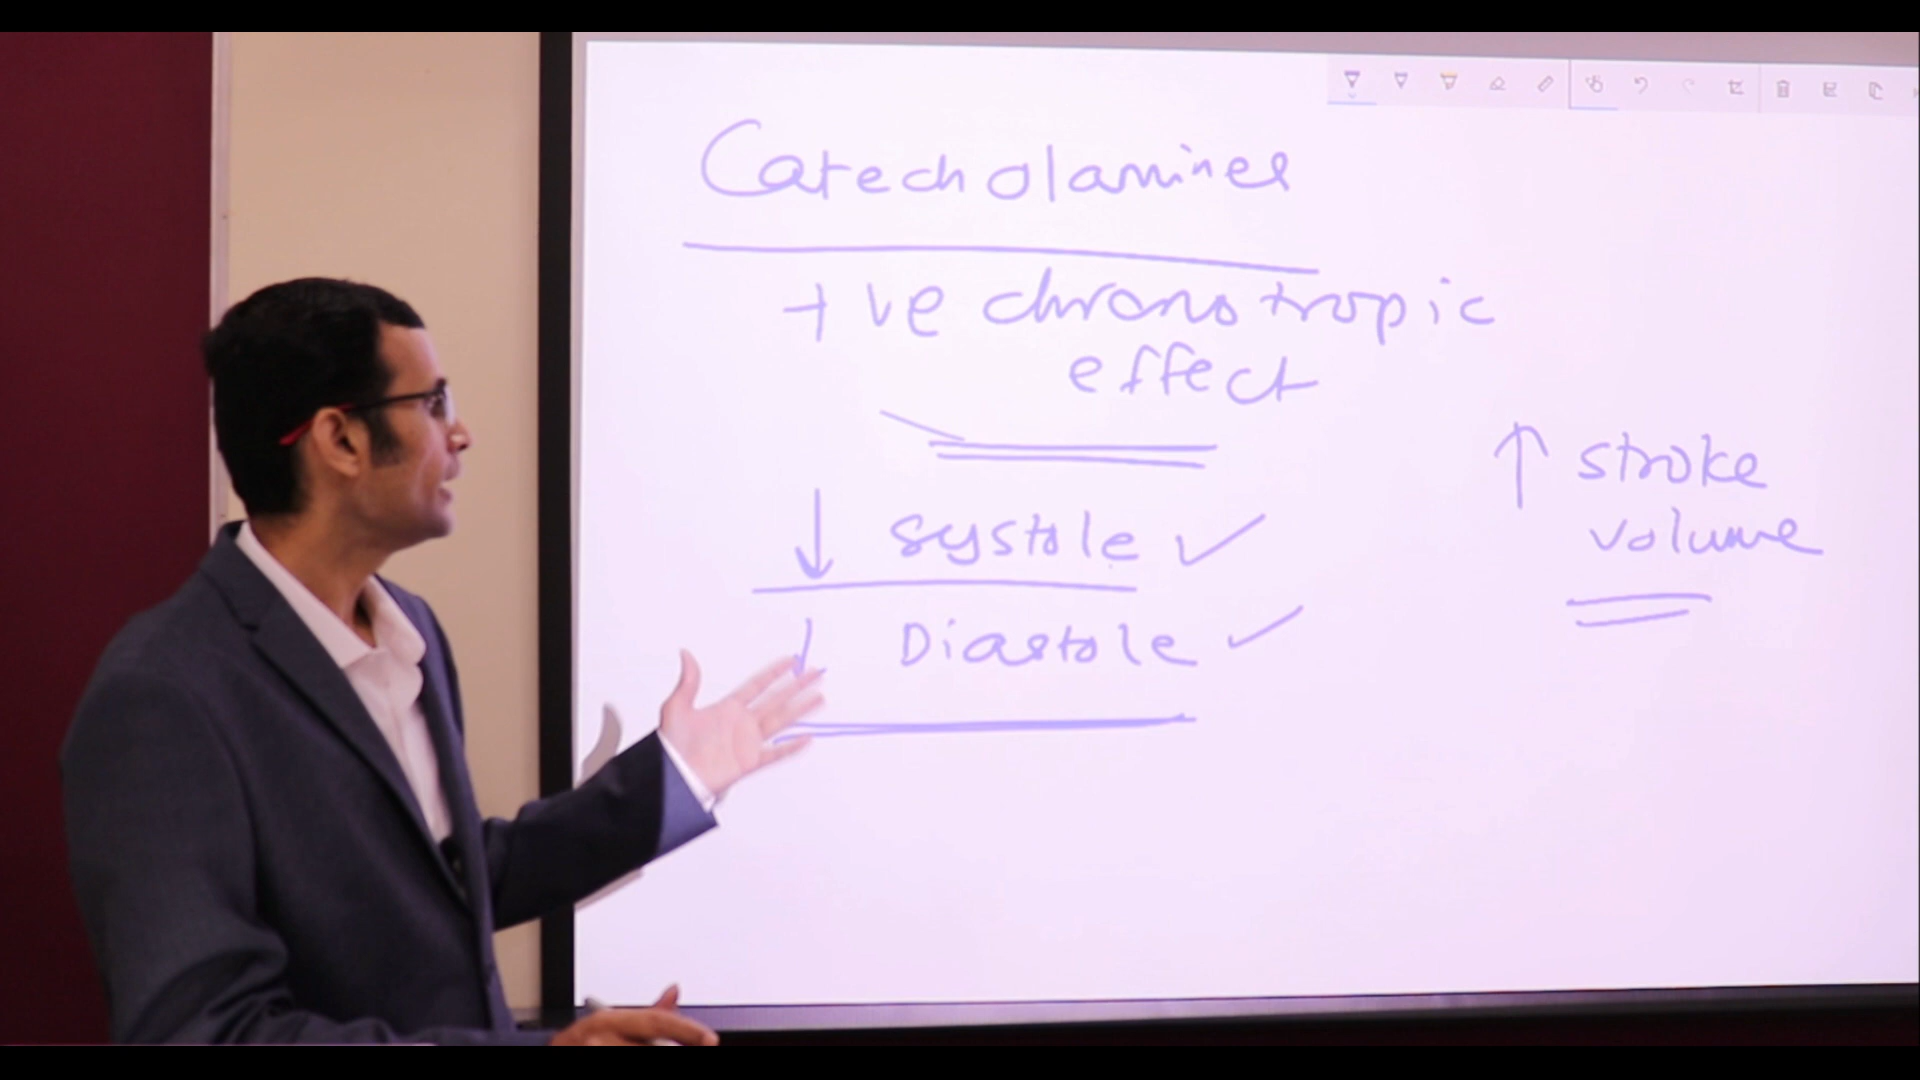 Catecholamines
+ve chronotropic
effect
↓ systole ✓
↓ Diastole ✓
↑ stroke
volume